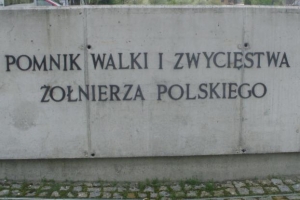 POMNIK WALKI I ZWYCIĘSTWA
ŻOŁNIERZA POLSKIEGO